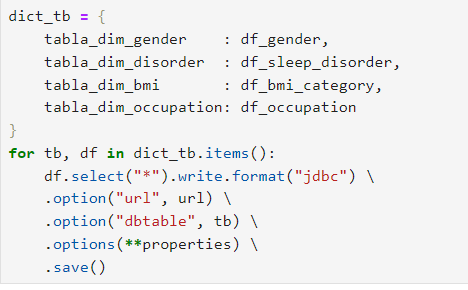 dict_tb = {
    tabla_dim_gender    : df_gender,
    tabla_dim_disorder  : df_sleep_disorder,
    tabla_dim_bmi       : df_bmi_category,
    tabla_dim_occupation: df_occupation
}
for tb, df in dict_tb.items():
    df.select("*").write.format("jdbc") \
    .option("url", url) \
    .option("dbtable", tb) \
    .options(**properties) \
    .save()